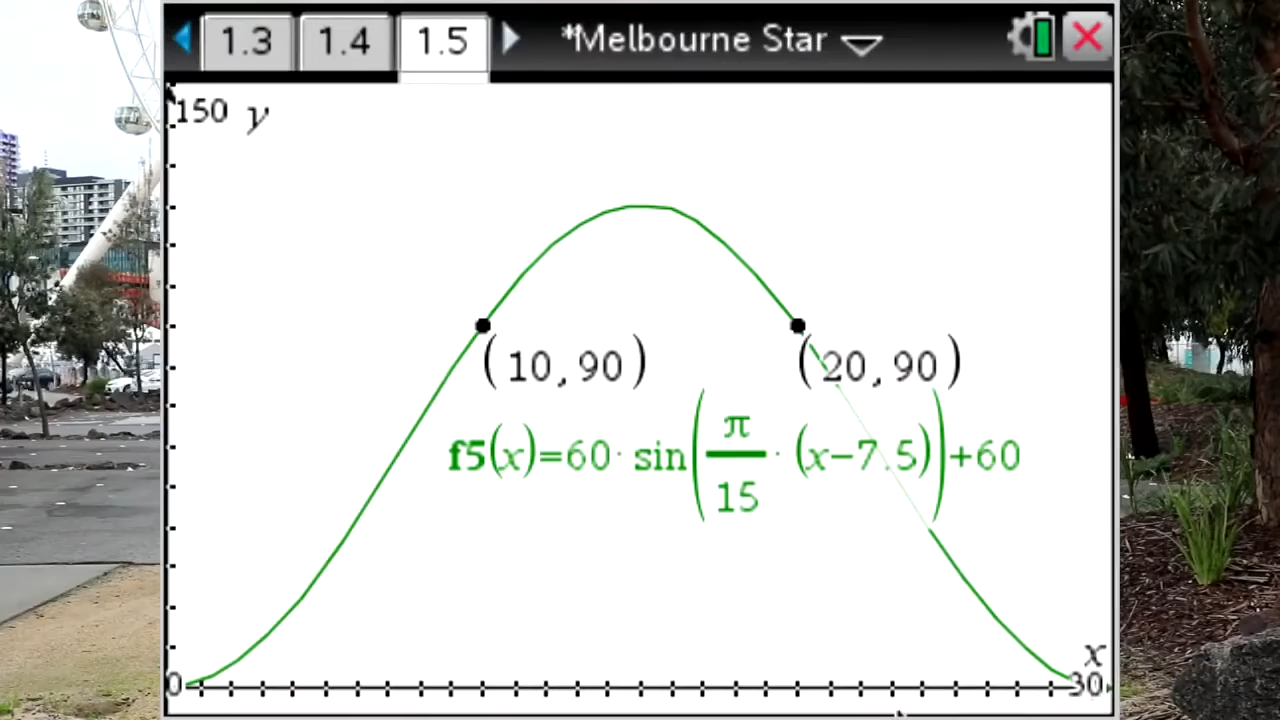 1.3 1.4 1.5 *Melbourne Star
150 y
(10,90) (20,90)
f5(x)=60· sin(π/15 · (x−7.5))+60
x
0 30